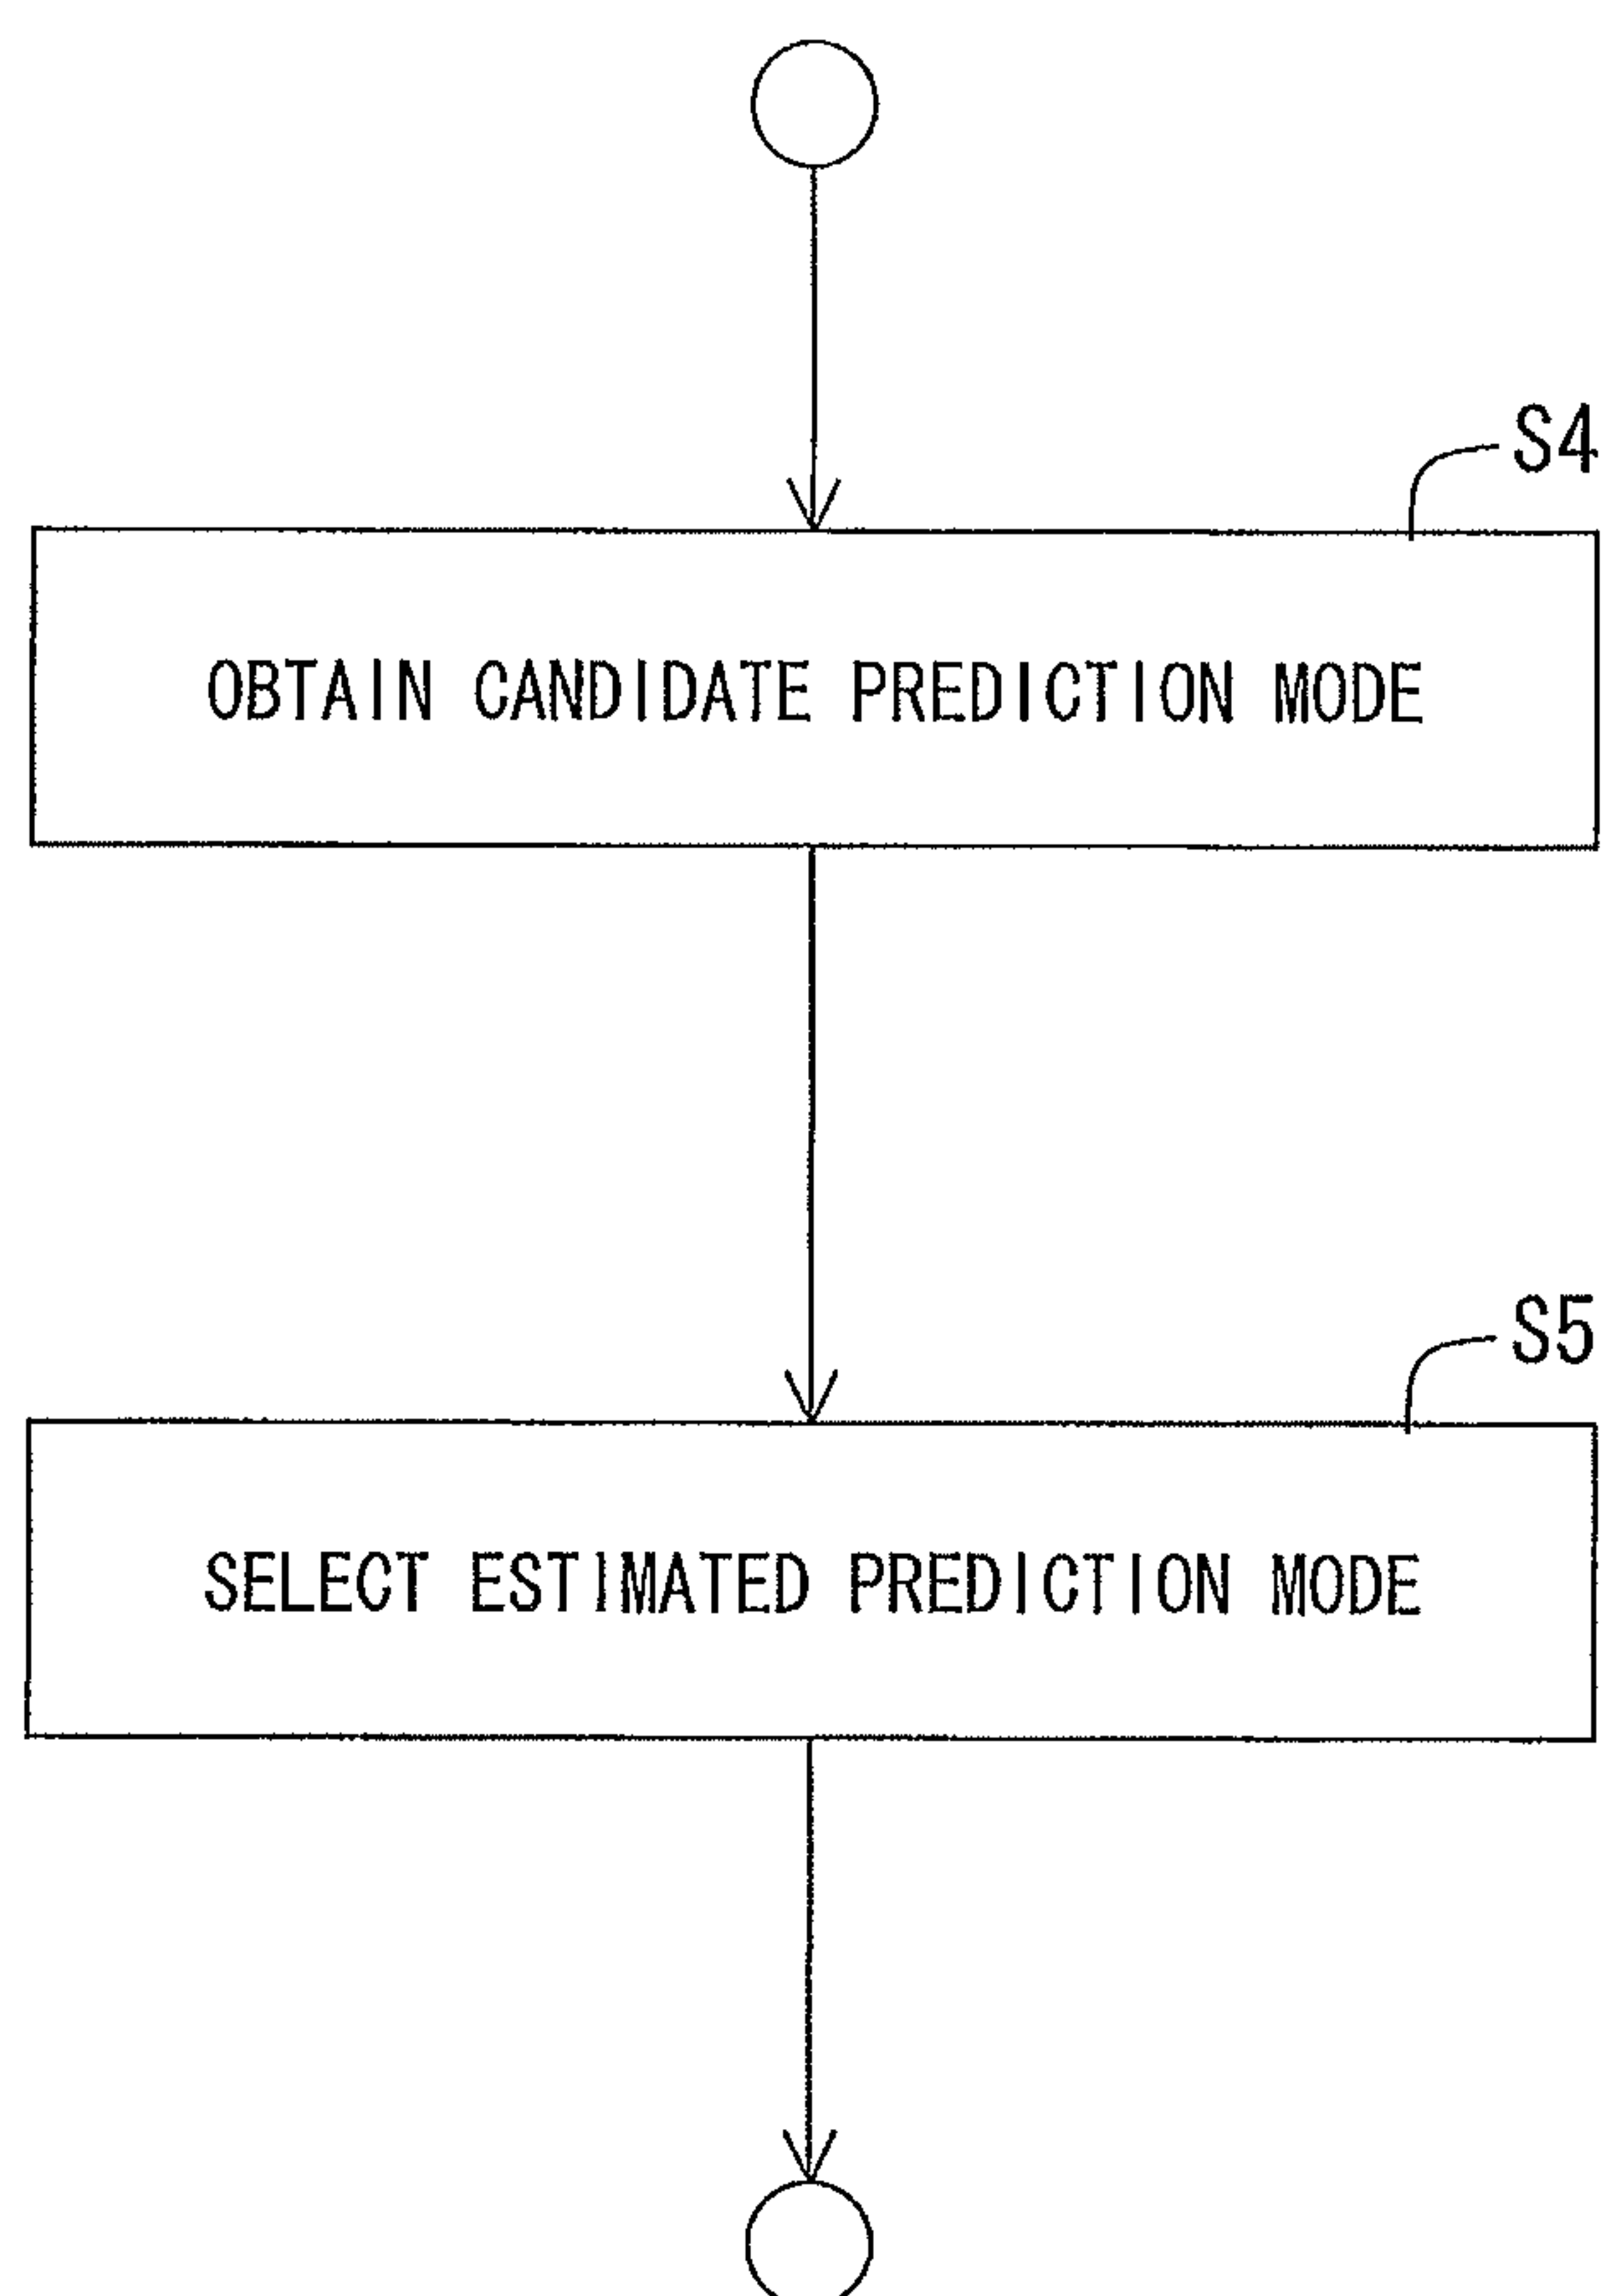 S4
OBTAIN CANDIDATE PREDICTION MODE
S5
SELECT ESTIMATED PREDICTION MODE